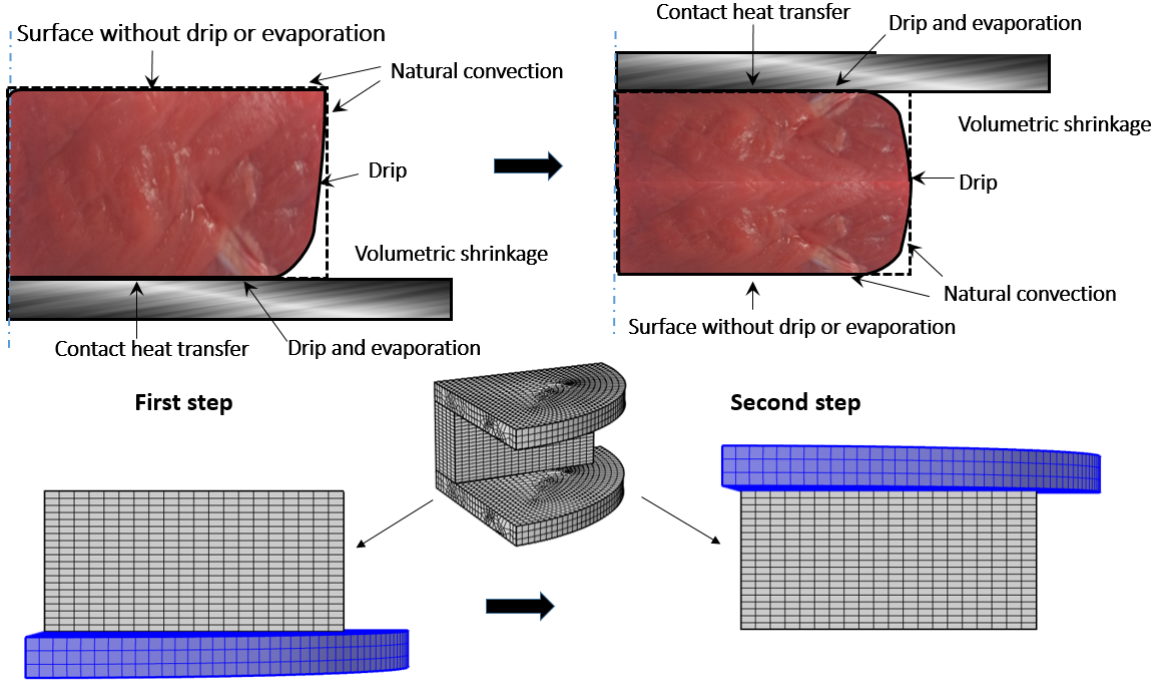 Surface without drip or evaporation
Natural convection
Drip
Volumetric shrinkage
Contact heat transfer
Drip and evaporation
First step
Contact heat transfer
Drip and evaporation
Volumetric shrinkage
Drip
Natural convection
Surface without drip or evaporation
Second step